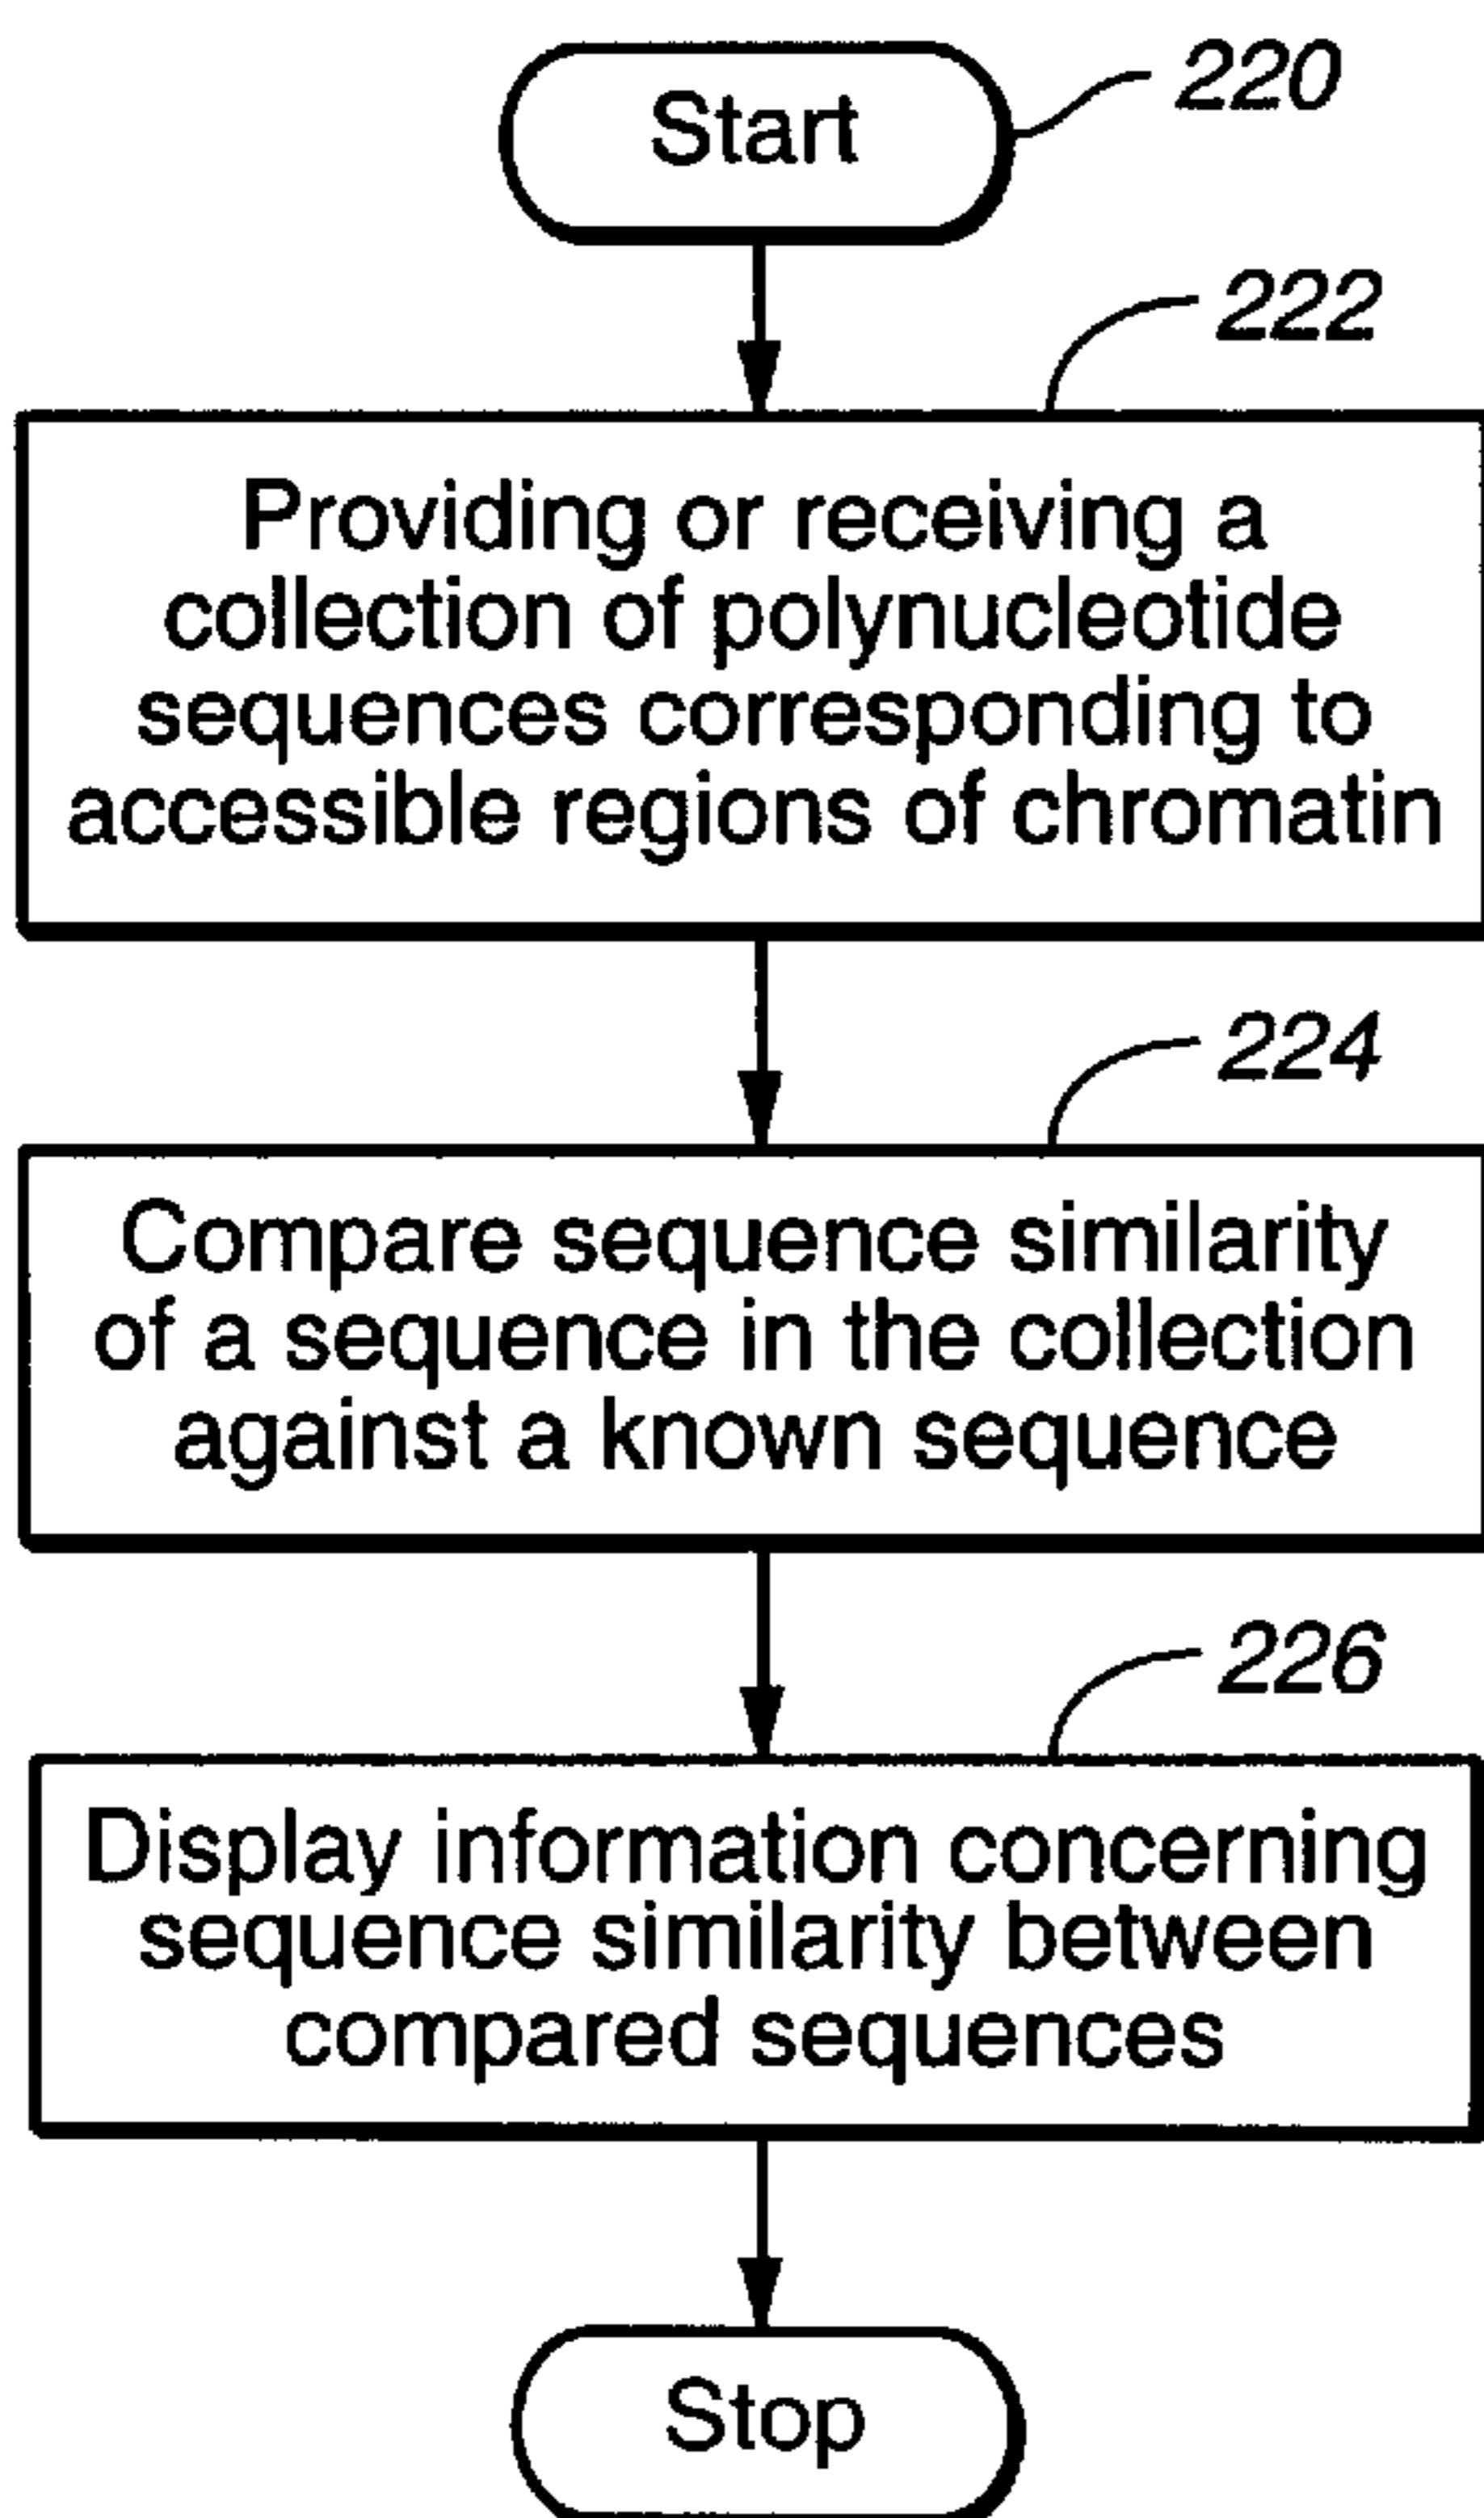 Start
220
222
Providing or receiving a
collection of polynucleotide
sequences corresponding to
accessible regions of chromatin
224
Compare sequence similarity
of a sequence in the collection
against a known sequence
226
Display information concerning
sequence similarity between
compared sequences
Stop